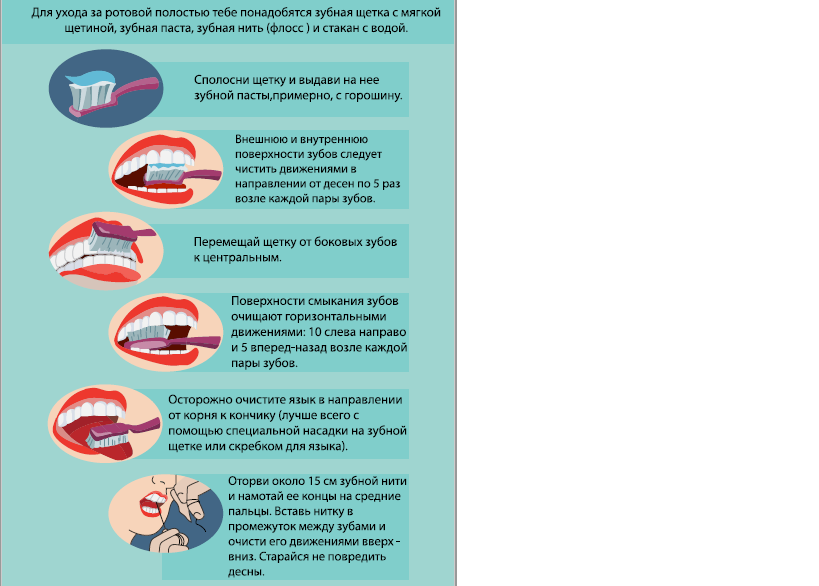 Для ухода за ротовой полостью тебе понадобятся зубная щетка с мягкой
щетиной, зубная паста, зубная нить (флосс ) и стакан с водой.
Сполосни щетку и выдави на нее
зубной пасты,примерно, с горошину.
Внешнюю и внутреннюю
поверхности зубов следует
чистить движениями в
направлении от десен по 5 раз
возле каждой пары зубов.
Перемещай щетку от боковых зубов
к центральным.
Поверхности смыкания зубов
очищают горизонтальными
движениями: 10 слева направо
и 5 вперед-назад возле каждой
пары зубов.
Осторожно очистите язык в направлении
от корня к кончику (лучше всего с
помощью специальной насадки на зубной
щетке или скребком для языка).
Оторви около 15 см зубной нити
и намотай ее концы на средние
пальцы. Вставь нитку в
промежуток между зубами и
очисти его движениями вверх –
вниз. Старайся не повредить
десны.